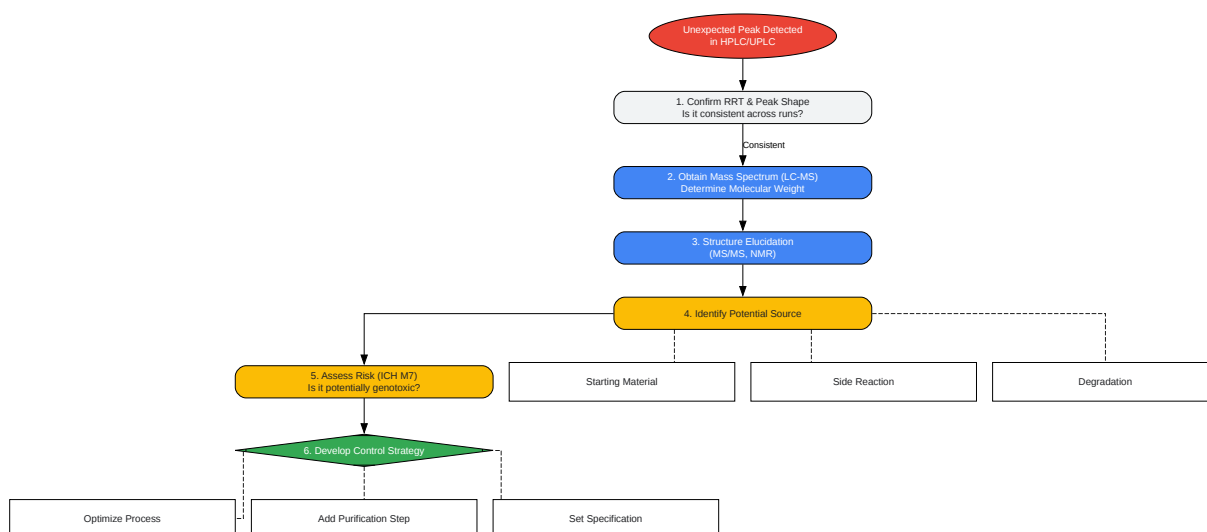 Unexpected Peak Detected
in HPLC/UPLC
1. Confirm RRT & Peak Shape
Is it consistent across runs?
Consistent
2. Obtain Mass Spectrum (LC-MS)
Determine Molecular Weight
3. Structure Elucidation
(MS/MS, NMR)
4. Identify Potential Source
5. Assess Risk (ICH M7)
Is it potentially genotoxic?
Starting Material
Side Reaction
Degradation
6. Develop Control Strategy
Optimize Process
Add Purification Step
Set Specification